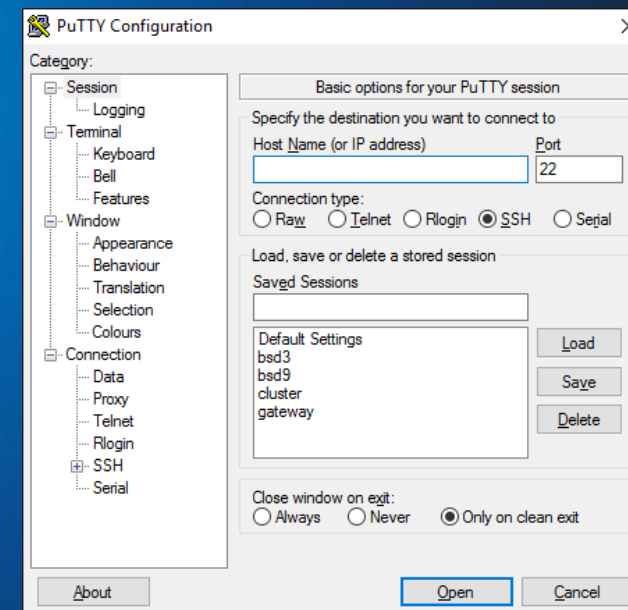 PuTTY Configuration
Category:
Session
Logging
Terminal
Keyboard
Bell
Features
Window
Appearance
Behaviour
Translation
Selection
Colours
Connection
Data
Proxy
Telnet
Rlogin
SSH
Serial
Basic options for your PuTTY session
Specify the destination you want to connect to
Host Name (or IP address) Port
22
Connection type:
Raw Telnet Rlogin SSH Serial
Load, save or delete a stored session
Saved Sessions
Default Settings
bsd3
bsd9
cluster
gateway
Load
Save
Delete
Close window on exit:
Always Never Only on clean exit
About Open Cancel